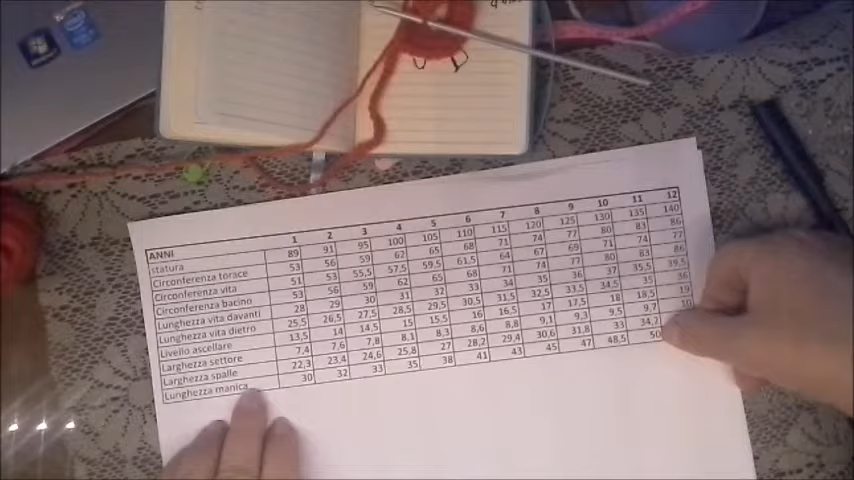 ANNI 1 2 3 4 5 6 7 8 9 10 11 12
statura 89 91 95 100 105 110 115 120 125 130 135 140
Circonferenza torace 53 56 59 62 65 68 71 74 77 80 83 86
Circonferenza vita 51 53 55,5 57 59,5 61,5 64 67 69 71 74 77
Circonferenza bacino 53 56 59 62 65 68 71 74 77 80 83 86
Lunghezza vita davanti 28 29 30 31 32 33 34 35 36 37 38
Lunghezza vita dietro 25,5 26,5 27,5 28,5 29,5 30,5 31,5 32,5 33,5 34,5 35,5
Livello ascellare 13 14 14,5 15 15,5 16 16,5 17 17,5 18 18,5 19
Larghezza settore 7,4 7,6 7,8 8,1 8,3 8,6 8,8 9,1 9,3 9,5 9,7
Larghezza spalle 22,3 23,4 24,6 25,8 27 28,2 29,4 30,6 31,8 33 34,2
Lunghezza manica 30 32 33 35 38 41 43 45 47 48,5 50